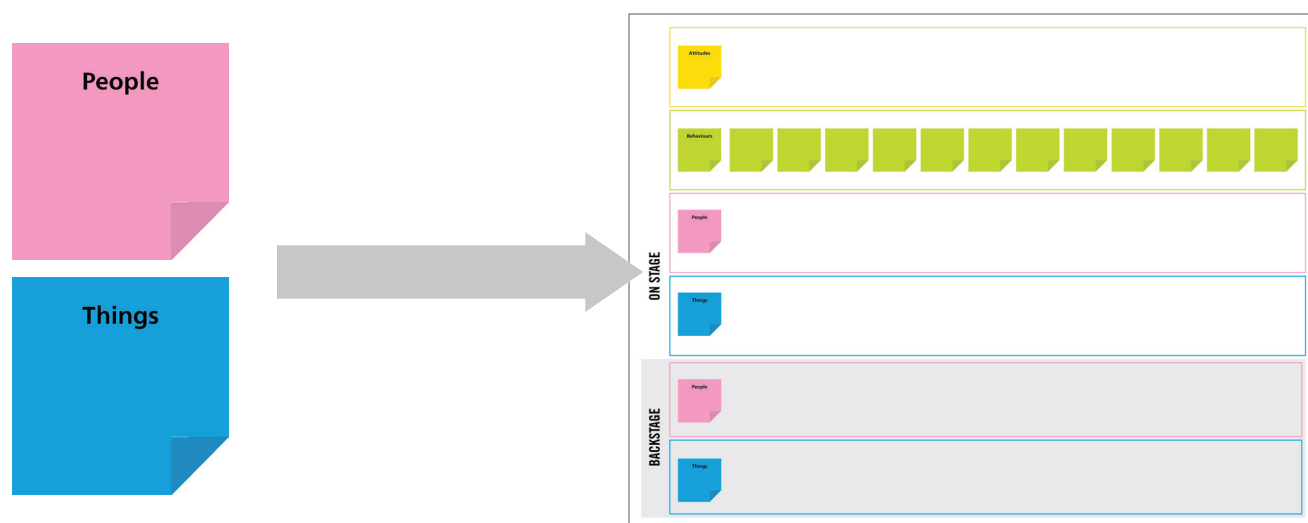 People
Things
Attitudes
Behaviours
People
Things
ON STAGE
People
Things
BACKSTAGE